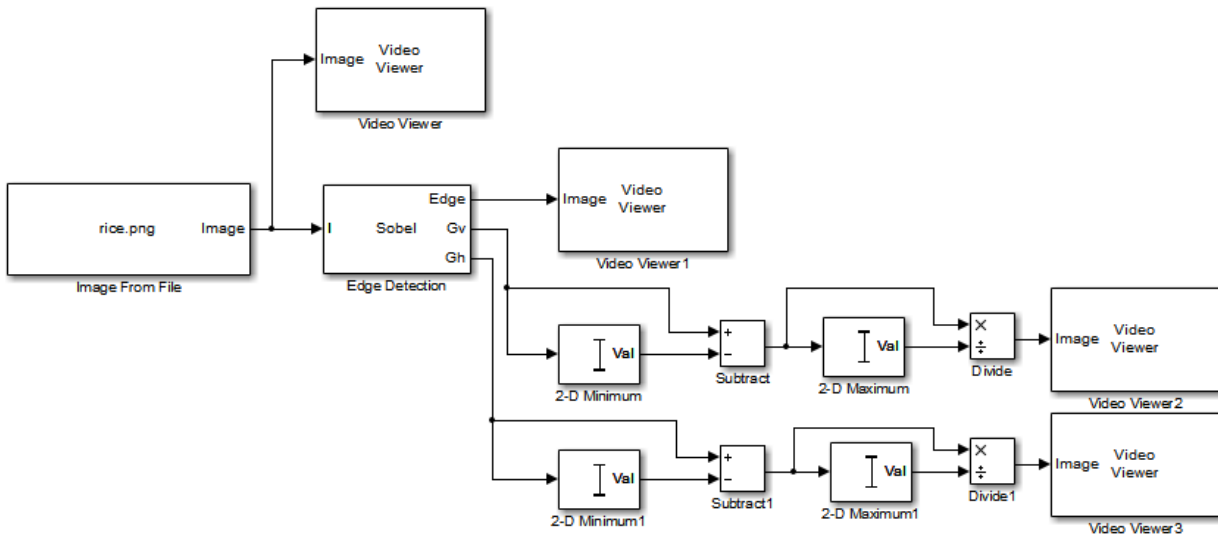 Image
Video
Viewer
Video Viewer
rice.png
Image
Image From File
I
Sobel
Edge
Gv
Gh
Edge Detection
Image
Video
Viewer
Video Viewer1
Val
2-D Minimum
+
−
Subtract
Val
2-D Maximum
×
÷
Divide
Image
Video
Viewer
Video Viewer2
Val
2-D Minimum1
+
−
Subtract1
Val
2-D Maximum1
×
÷
Divide1
Image
Video
Viewer
Video Viewer3